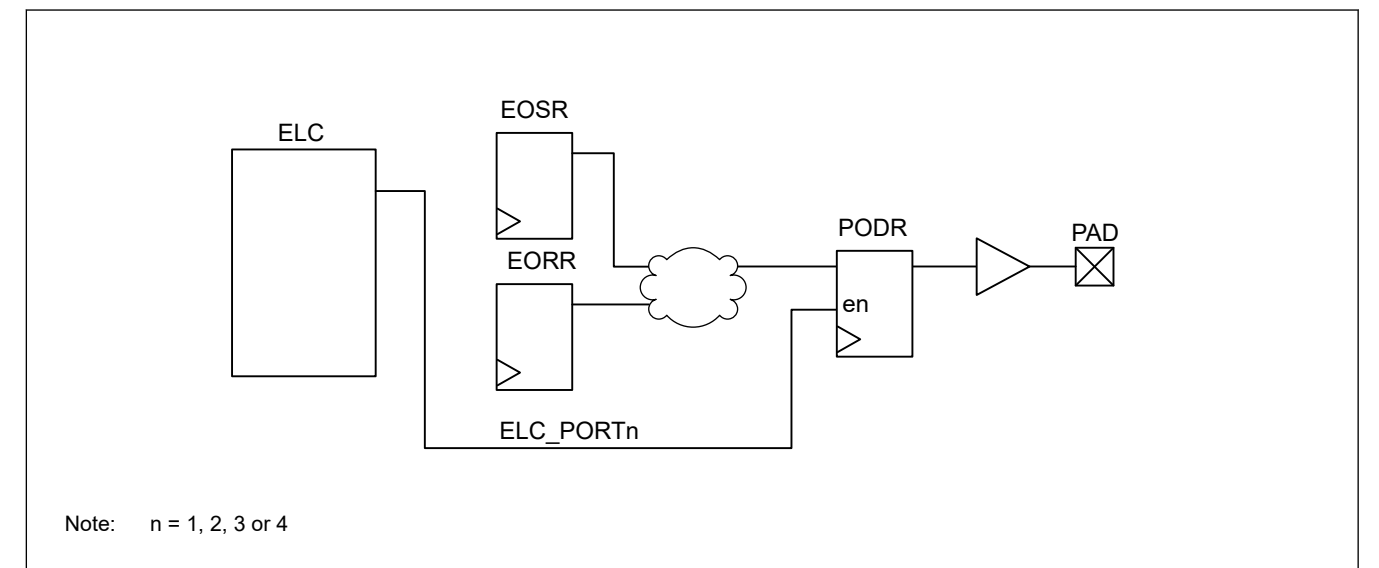 EOSR
ELC
PODR
PAD
EORR
en
ELC_PORTn
Note: n = 1, 2, 3 or 4